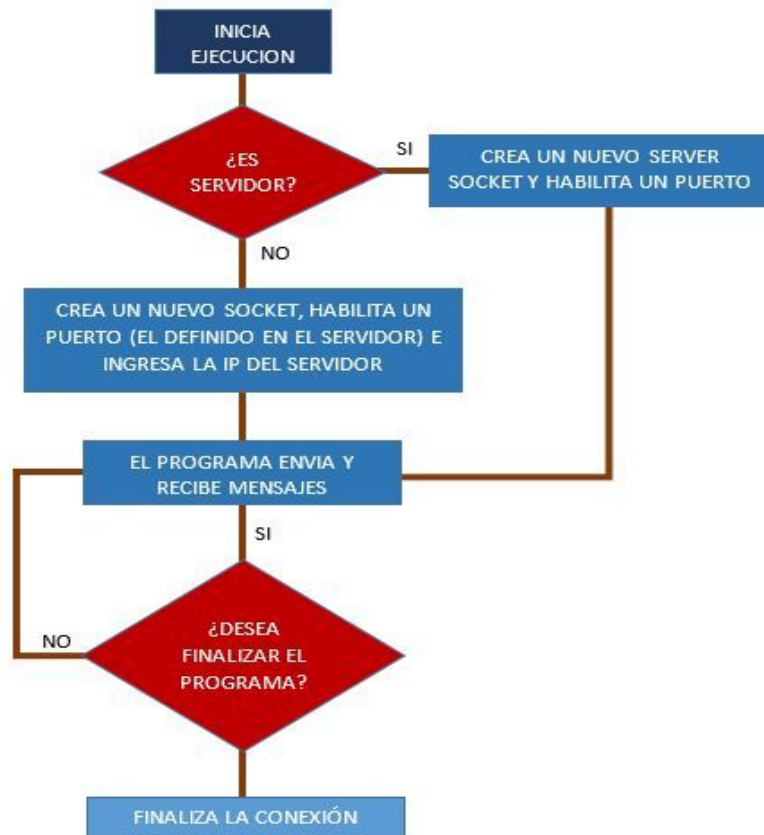 INICIA
EJECUCION
¿ES
SERVIDOR?
SI
CREA UN NUEVO SERVER
SOCKET Y HABILITA UN PUERTO
NO
CREA UN NUEVO SOCKET, HABILITA UN
PUERTO (EL DEFINIDO EN EL SERVIDOR) E
INGRESA LA IP DEL SERVIDOR
EL PROGRAMA ENVIA Y
RECIBE MENSAJES
SI
NO
¿DESEA
FINALIZAR EL
PROGRAMA?
FINALIZA LA CONEXIÓN